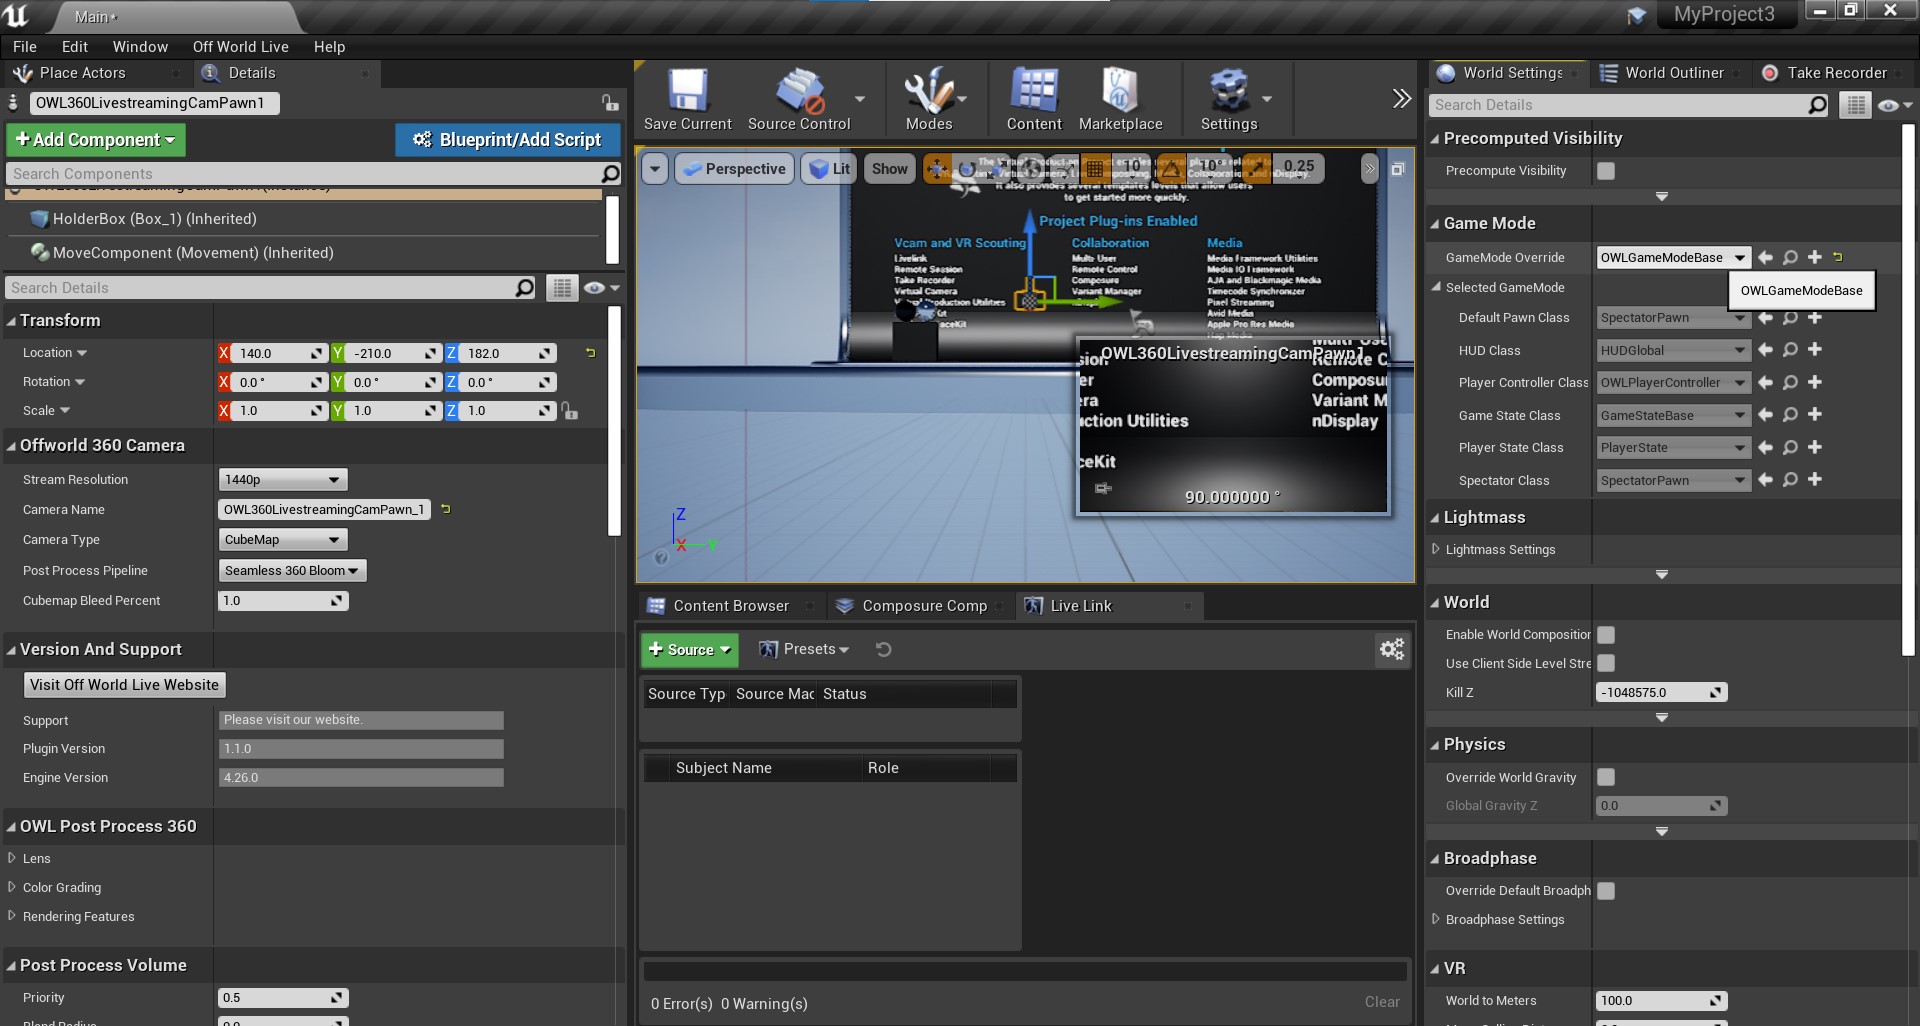 Main*
MyProject3
File Edit Window Off World Live Help
Place Actors
Details
OWL360LivestreamingCamPawn1
Add Component
Blueprint/Add Script
Search Components
HolderBox (Box_1) (Inherited)
MoveComponent (Movement) (Inherited)
Search Details
Transform
Location X 140.0 Y -210.0 Z 182.0
Rotation X 0.0 ° Y 0.0 ° Z 0.0 °
Scale X 1.0 Y 1.0 Z 1.0
Offworld 360 Camera
Stream Resolution 1440p
Camera Name OWL360LivestreamingCamPawn_1
Camera Type CubeMap
Post Process Pipeline Seamless 360 Bloom
Cubemap Bleed Percent 1.0
Version And Support
Visit Off World Live Website
Support Please visit our website.
Plugin Version 1.1.0
Engine Version 4.26.0
OWL Post Process 360
Lens
Color Grading
Rendering Features
Post Process Volume
Priority 0.5
Save Current
Source Control
Modes
Content
Marketplace
Settings
Perspective
Lit
Show
10
10°
0.25
It also provides several templates levels that allow users
to get started more quickly.
Project Plug-ins Enabled
Vcam and VR Scouting
Livelink
Remote Session
Take Recorder
Virtual Camera
Collaboration
Multi User
Remote Control
Composure
Variant Manager
Media
Media Framework Utilities
Media IO Framework
AJA and Blackmagic Media
Timecode Synchronizer
Pixel Streaming
Avid Media
Apple Pro Res Media
OWL360LivestreamingCamPawn1
Remote C
Composu
Variant M
nDisplay
ction Utilities
ceKit
90.000000 °
Z
X Y
Content Browser
Composure Comp
Live Link
Source
Presets
Source Typ Source Mac Status
Subject Name Role
0 Error(s) 0 Warning(s)
Clear
World Settings
World Outliner
Take Recorder
Search Details
Precomputed Visibility
Precompute Visibility
Game Mode
GameMode Override OWLGameModeBase
OWLGameModeBase
Selected GameMode
Default Pawn Class SpectatorPawn
HUD Class HUDGlobal
Player Controller Class OWLPlayerController
Game State Class GameStateBase
Player State Class PlayerState
Spectator Class SpectatorPawn
Lightmass
Lightmass Settings
World
Enable World Composition
Use Client Side Level Stre
Kill Z -1048575.0
Physics
Override World Gravity
Global Gravity Z 0.0
Broadphase
Override Default Broadph
Broadphase Settings
VR
World to Meters 100.0